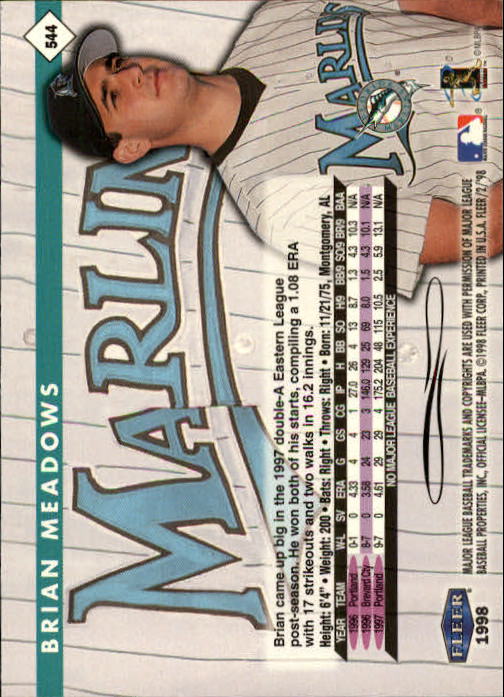 544
BRIAN MEADOWS
MARLIN
MARLIN
Brian came up big in the 1997 double-A Eastern League
post-season. He won both of his starts, compiling a 1.08 ERA
with 17 strikeouts and two walks in 16.2 innings.
Height: 6'4" • Weight: 200 • Bats: Right • Throws: Right • Born: 11/21/75, Montgomery, AL
YEAR TEAM W-L SV ERA G GS CG IP H BB SO H9 BB9 SO/9 BR/9 BAA
1996 Portland 0-1 0 4.33 4 4 1 27.0 26 4 13 8.7 1.3 4.3 10.3 N/A
1996 Brevard Cty 8-7 0 3.58 24 23 3 146.0 129 25 69 8.0 1.5 4.3 10.1 N/A
1997 Portland 9-7 0 4.61 29 29 4 175.2 204 48 115 10.5 2.5 5.9 13.1 N/A
NO MAJOR LEAGUE BASEBALL EXPERIENCE
FLEER
1998
MAJOR LEAGUE BASEBALL TRADEMARKS AND COPYRIGHTS ARE USED WITH PERMISSION OF MAJOR LEAGUE
BASEBALL PROPERTIES, INC. OFFICIAL LICENSEE-MLBPA. ©1998 FLEER CORP. PRINTED IN U.S.A. FLEER/2/'98